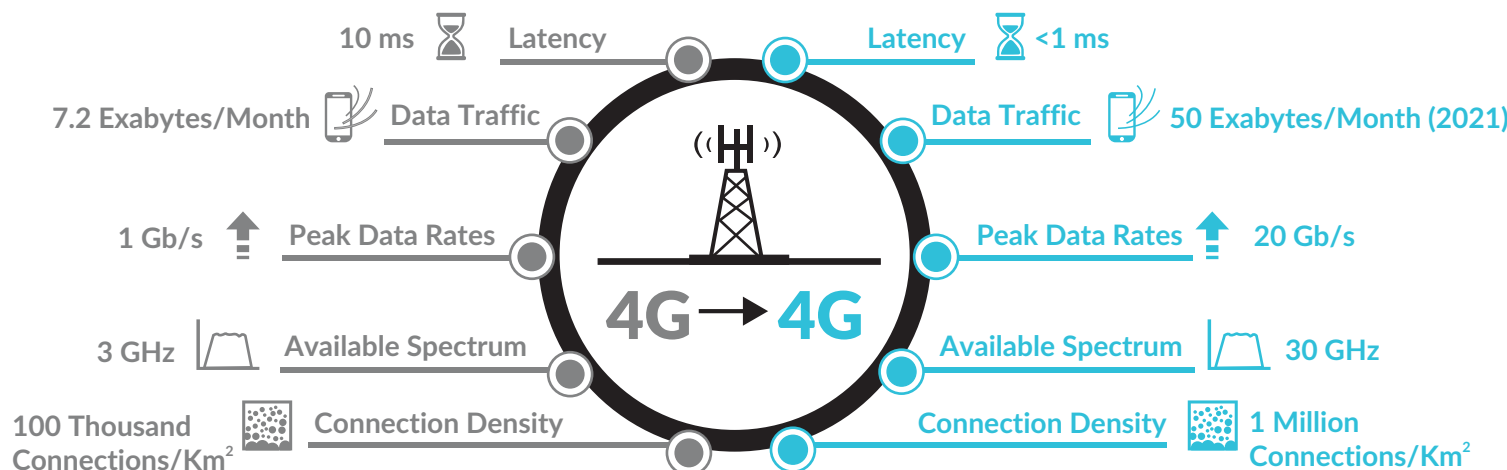 10 ms Latency
Latency <1 ms
7.2 Exabytes/Month Data Traffic
Data Traffic 50 Exabytes/Month (2021)
1 Gb/s Peak Data Rates
Peak Data Rates 20 Gb/s
4G 4G
3 GHz Available Spectrum
Available Spectrum 30 GHz
100 Thousand
Connections/Km²
Connection Density
Connection Density
1 Million
Connections/Km²